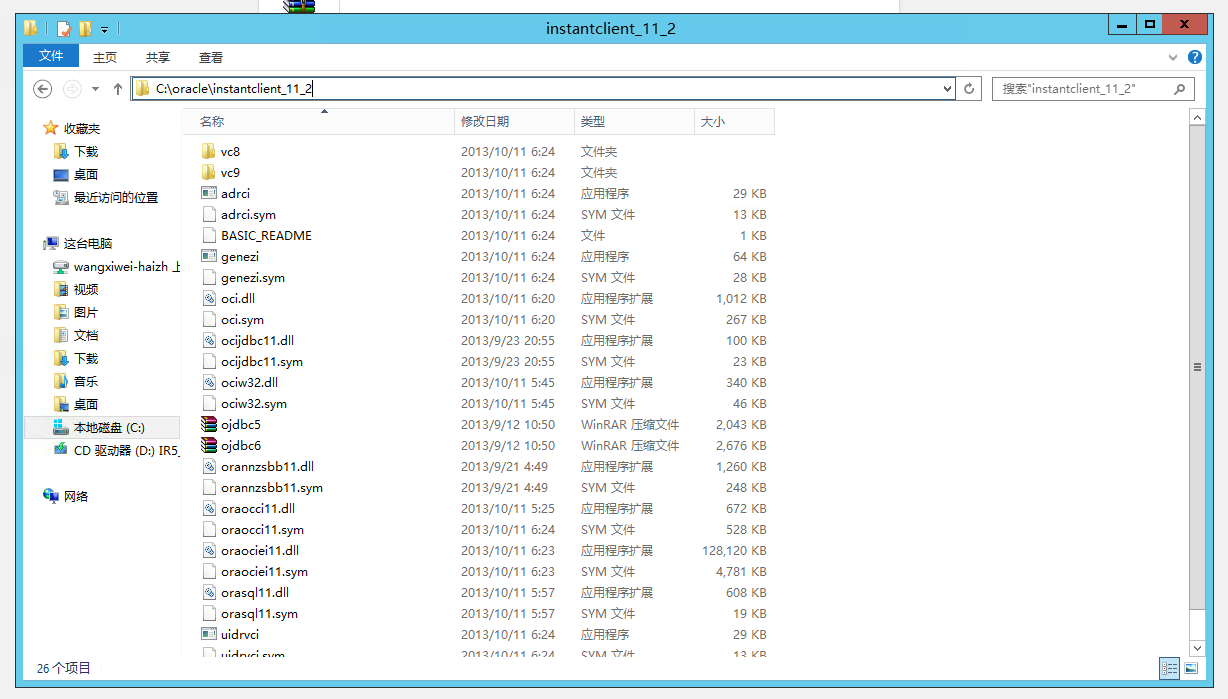 instantclient_11_2
文件 主页 共享 查看
C:\oracle\instantclient_11_2 搜索"instantclient_11_2"
名称 修改日期 类型 大小
收藏夹
下载
桌面
最近访问的位置
这台电脑
wangxiwei-haizh 上
视频
图片
文档
下载
音乐
桌面
本地磁盘 (C:)
CD 驱动器 (D:) IR5_
网络
vc8 2013/10/11 6:24 文件夹
vc9 2013/10/11 6:24 文件夹
adrci 2013/10/11 6:24 应用程序 29 KB
adrci.sym 2013/10/11 6:24 SYM 文件 13 KB
BASIC_README 2013/10/11 6:24 文件 1 KB
genezi 2013/10/11 6:24 应用程序 64 KB
genezi.sym 2013/10/11 6:24 SYM 文件 28 KB
oci.dll 2013/10/11 6:20 应用程序扩展 1,012 KB
oci.sym 2013/10/11 6:20 SYM 文件 267 KB
ocijdbc11.dll 2013/9/23 20:55 应用程序扩展 100 KB
ocijdbc11.sym 2013/9/23 20:55 SYM 文件 23 KB
ociw32.dll 2013/10/11 5:45 应用程序扩展 340 KB
ociw32.sym 2013/10/11 5:45 SYM 文件 46 KB
ojdbc5 2013/9/12 10:50 WinRAR 压缩文件 2,043 KB
ojdbc6 2013/9/12 10:50 WinRAR 压缩文件 2,676 KB
orannzsbb11.dll 2013/9/21 4:49 应用程序扩展 1,260 KB
orannzsbb11.sym 2013/9/21 4:49 SYM 文件 248 KB
oraocci11.dll 2013/10/11 5:25 应用程序扩展 672 KB
oraocci11.sym 2013/10/11 6:24 SYM 文件 528 KB
oraociei11.dll 2013/10/11 6:23 应用程序扩展 128,120 KB
oraociei11.sym 2013/10/11 6:23 SYM 文件 4,781 KB
orasql11.dll 2013/10/11 5:57 应用程序扩展 608 KB
orasql11.sym 2013/10/11 5:57 SYM 文件 19 KB
uidrvci 2013/10/11 6:24 应用程序 29 KB
uidrvci.sym 2013/10/11 6:24 SYM 文件 13 KB
26 个项目